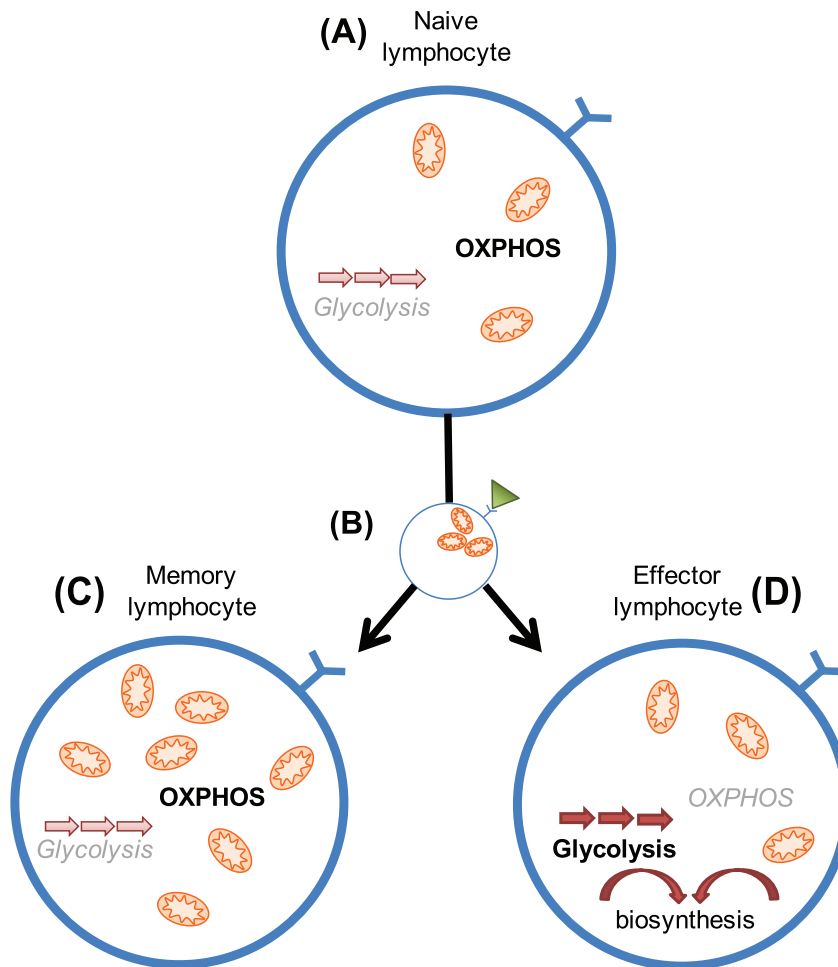 (A)
Naive
lymphocyte
OXPHOS
Glycolysis
(B)
(C)
Memory
lymphocyte
Effector
lymphocyte
(D)
OXPHOS
Glycolysis
OXPHOS
Glycolysis
biosynthesis